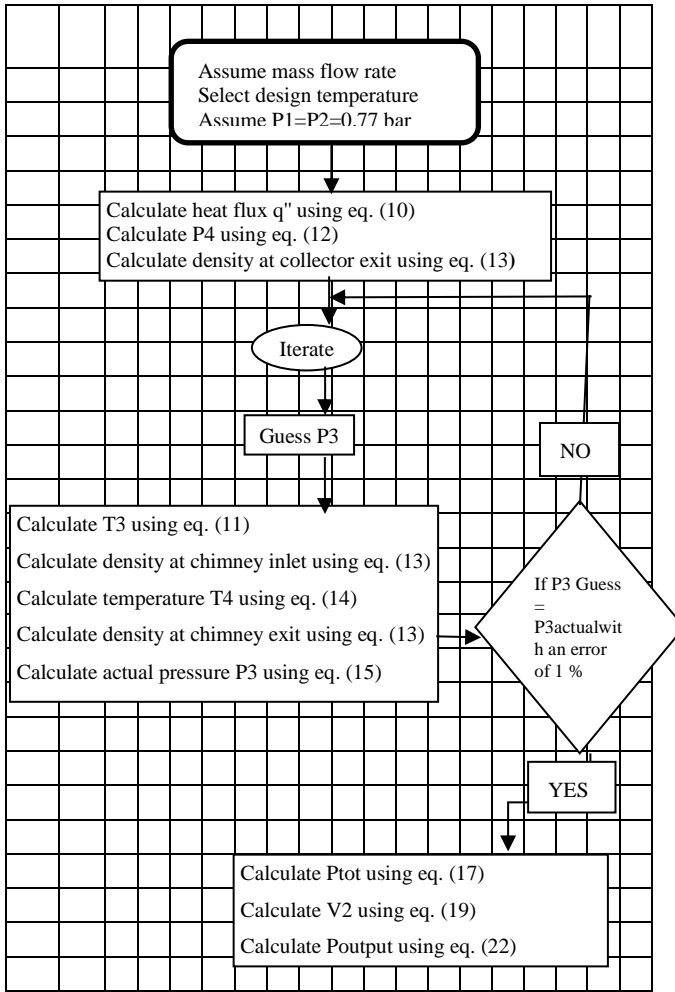 Assume mass flow rate
Select design temperature
Assume P1=P2=0.77 bar
Calculate heat flux q" using eq. (10)
Calculate P4 using eq. (12)
Calculate density at collector exit using eq. (13)
Iterate
Guess P3
NO
Calculate T3 using eq. (11)
Calculate density at chimney inlet using eq. (13)
Calculate temperature T4 using eq. (14)
Calculate density at chimney exit using eq. (13)
Calculate actual pressure P3 using eq. (15)
If P3 Guess
=
P3actualwit
h an error
of 1 %
YES
Calculate Ptot using eq. (17)
Calculate V2 using eq. (19)
Calculate Poutput using eq. (22)